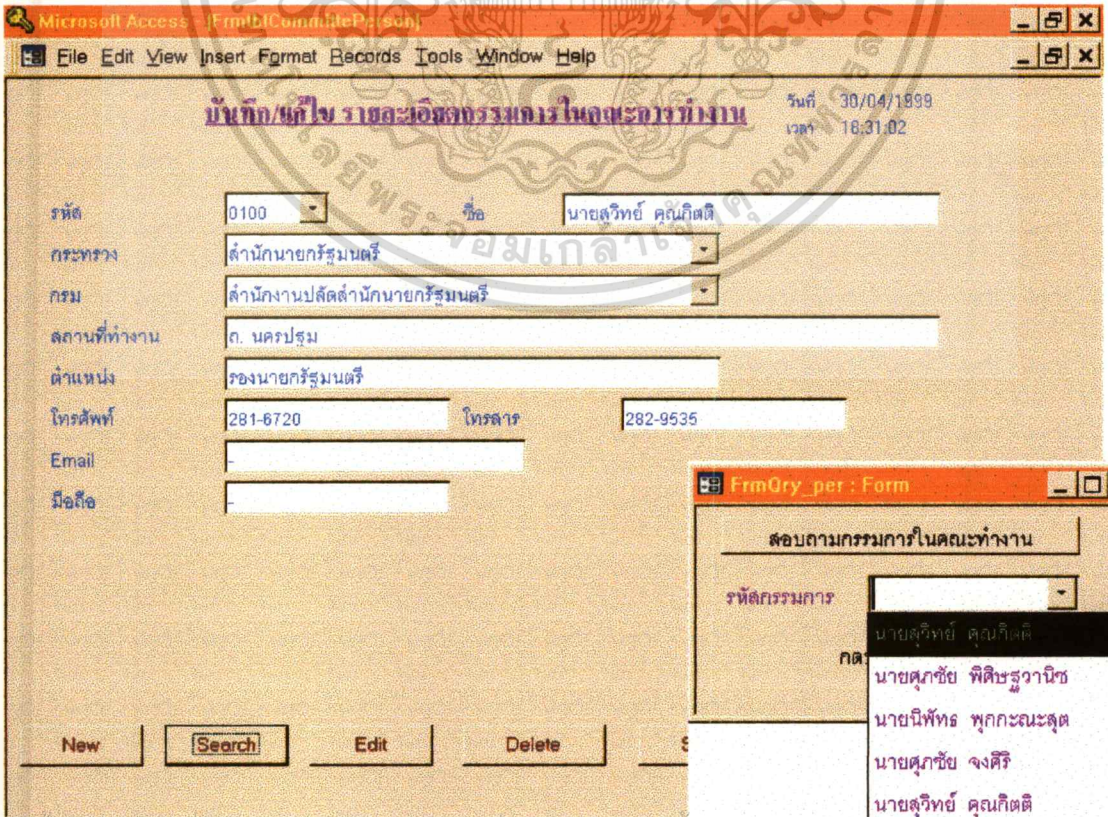 Microsoft Access - [FrmtblCommittePerson]
File Edit View Insert Format Records Tools Window Help
บันทึก/แก้ไข รายละเอียดกรรมการในคณะการทำงาน
วันที่ 30/04/1999
เวลา 18:31:02
รหัส 0100 ชื่อ นายสุวิทย์ คุณกิตติ
กระทรวง สำนักนายกรัฐมนตรี
กรม สำนักงานปลัดสำนักนายกรัฐมนตรี
สถานที่ทำงาน ถ. นครปฐม
ตำแหน่ง รองนายกรัฐมนตรี
โทรศัพท์ 281-6720 โทรสาร 282-9535
Email -
มือถือ -
New Search Edit Delete S
FrmQry_per : Form
สอบถามกรรมการในคณะทำงาน
รหัสกรรมการ
นายสุวิทย์ คุณกิตติ
กด
นายศุภชัย พิศิษฐวานิช
นายนิพัทธ พุกกะณะสุต
นายศุภชัย จงศิริ
นายสุวิทย์ คุณกิตติ